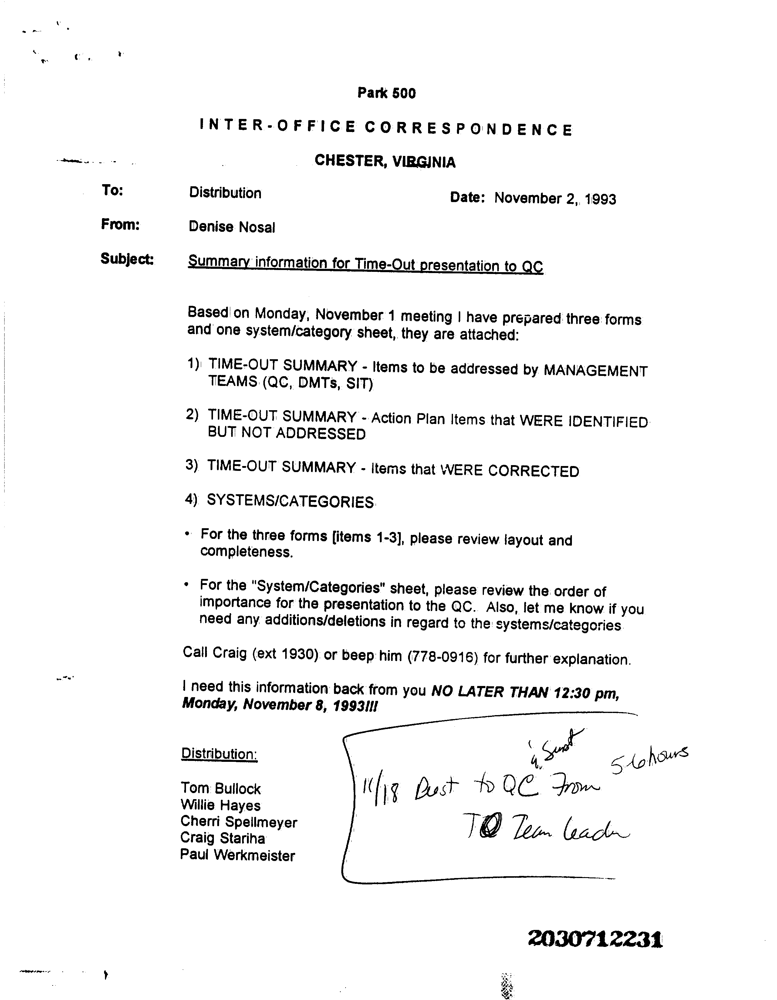 Park 500
INTER-OFFICE CORRESPONDENCE
CHESTER, VIRGINIA
To: Distribution Date: November 2, 1993
From: Denise Nosal
Subject: Summary information for Time-Out presentation to QC
Based on Monday, November 1 meeting I have prepared three forms
and one system/category sheet, they are attached:
1) TIME-OUT SUMMARY - Items to be addressed by MANAGEMENT
TEAMS (QC, DMTs, SIT)
2) TIME-OUT SUMMARY - Action Plan Items that WERE IDENTIFIED
BUT NOT ADDRESSED
3) TIME-OUT SUMMARY - Items that WERE CORRECTED
4) SYSTEMS/CATEGORIES
• For the three forms [items 1-3], please review layout and
completeness.
• For the "System/Categories" sheet, please review the order of
importance for the presentation to the QC. Also, let me know if you
need any additions/deletions in regard to the systems/categories
Call Craig (ext 1930) or beep him (778-0916) for further explanation.
I need this information back from you NO LATER THAN 12:30 pm,
Monday, November 8, 1993!!!
Distribution:
Tom Bullock
Willie Hayes
Cherri Spellmeyer
Craig Stariha
Paul Werkmeister
5-6 hours
11/18 to QC From
TO Team Leader
2030712231